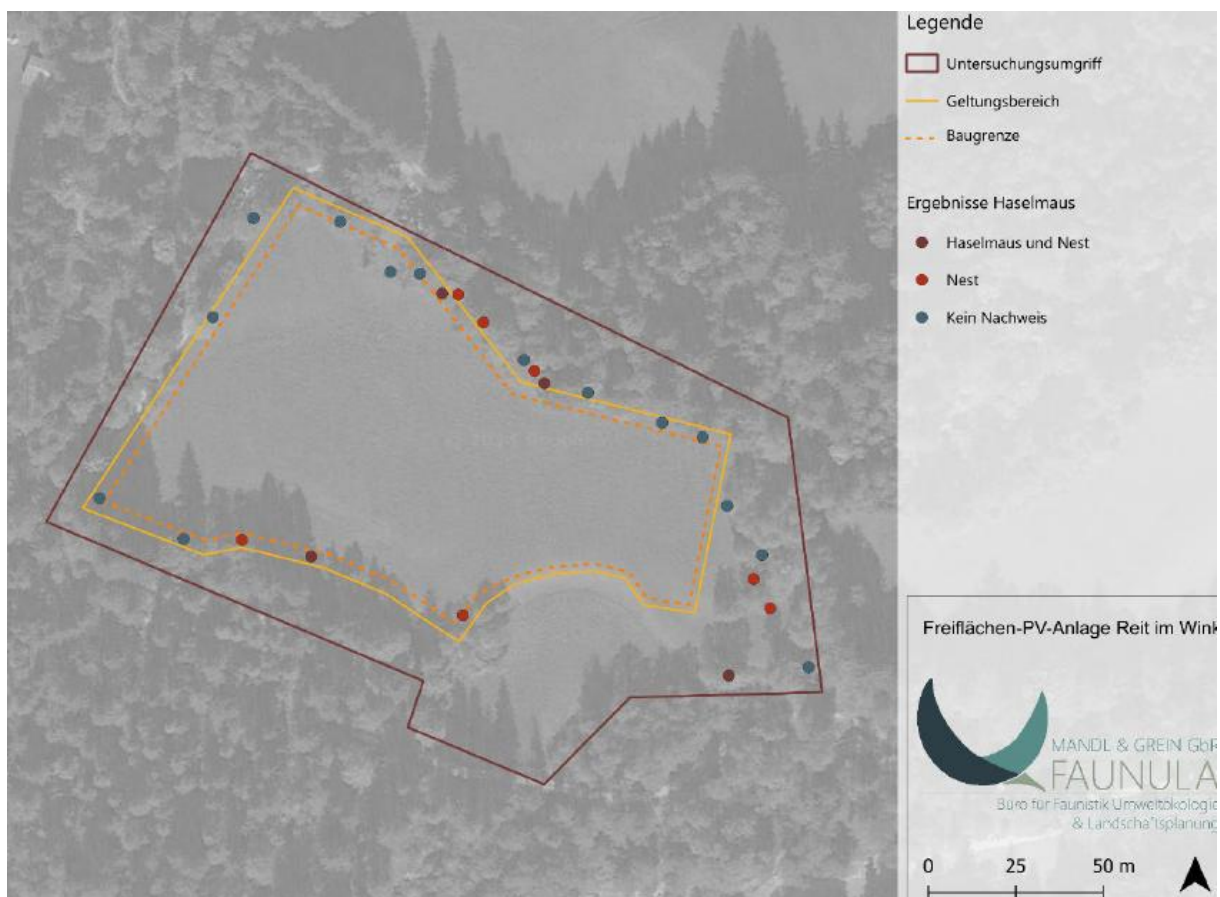 Legende
Untersuchungsumgriff
Geltungsbereich
Baugrenze
Ergebnisse Haselmaus
Haselmaus und Nest
Nest
Kein Nachweis
Freiflächen-PV-Anlage Reit im Wink
MANDL & GREIN GbR
FAUNULA
Büro für Faunistik Umweltökologie
& Landschaftsplanung
0 25 50 m